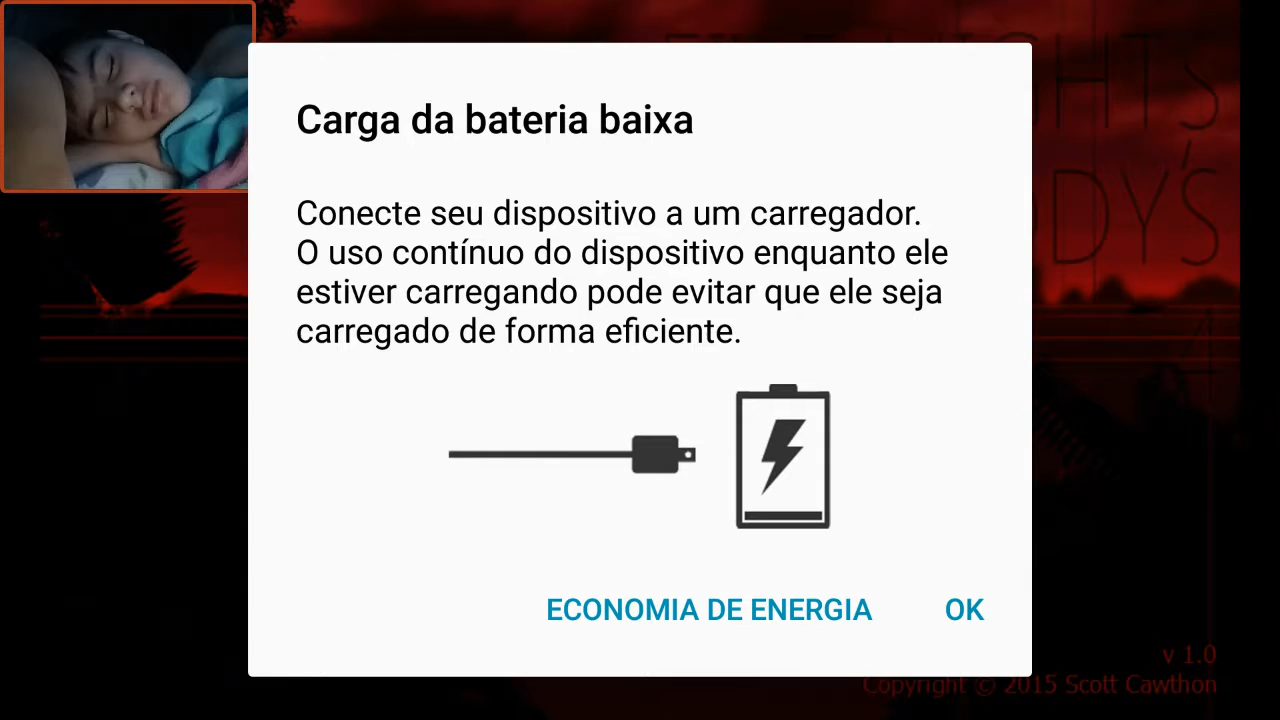 Carga da bateria baixa
Conecte seu dispositivo a um carregador.
O uso contínuo do dispositivo enquanto ele
estiver carregando pode evitar que ele seja
carregado de forma eficiente.
ECONOMIA DE ENERGIA OK
v 1.0
Copyright © 2015 Scott Cawthon